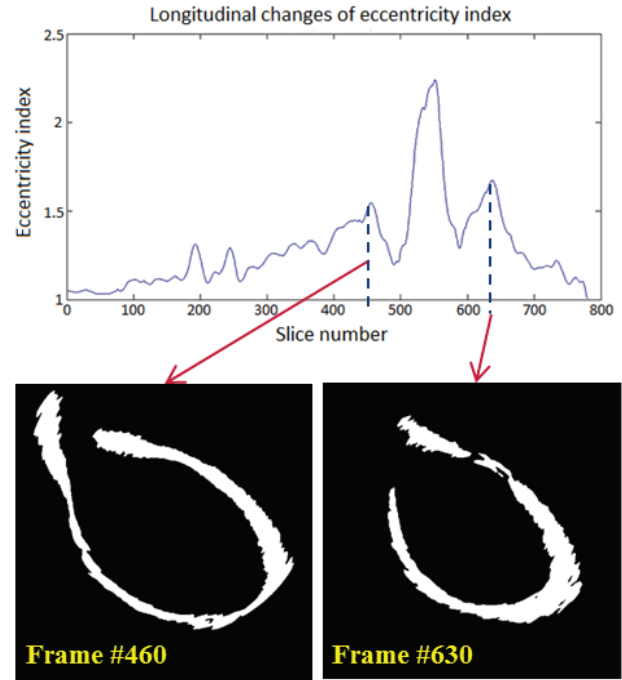 Longitudinal changes of eccentricity index
Eccentricity index
2.5
2
1.5
1
0 100 200 300 400 500 600 700 800
Slice number
Frame #460
Frame #630